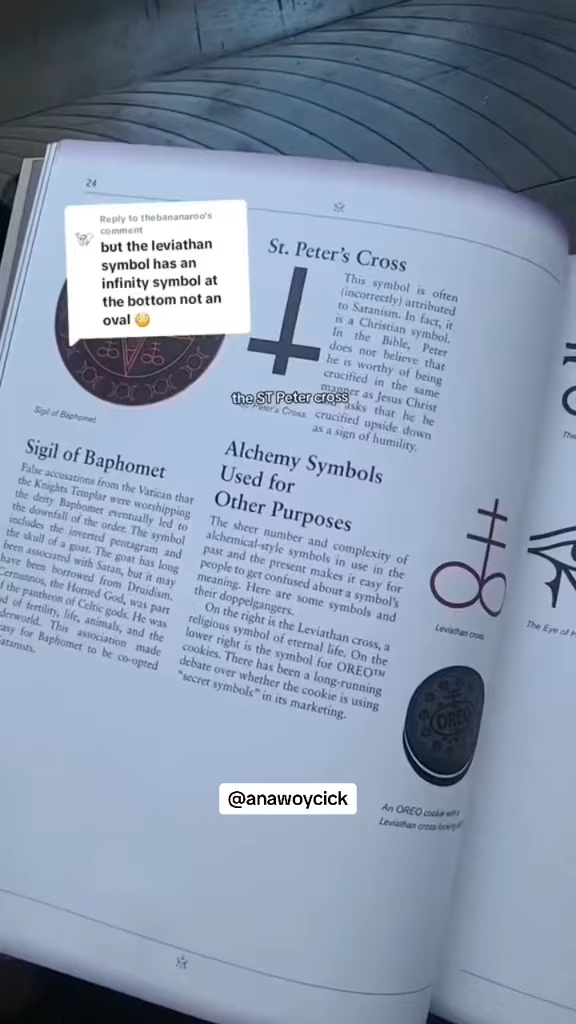 24
Reply to thebananaroo's
comment
but the leviathan
symbol has an
infinity symbol at
the bottom not an
oval 😳
Sigil of Baphomet
Sigil of Baphomet
False accusations from the Vatican that
the Knights Templar were worshipping
the deity Baphomet eventually led to
the downfall of the order. The symbol
includes the inverted pentagram and
the skull of a goat. The goat has long
been associated with Satan, but it may
have been borrowed from Druidism.
Cernunnos, the Horned God, was part
of the pantheon of Celtic gods. He was
of fertility, life, animals, and the
This association made
easy for Baphomet to be co-opted
St. Peter's Cross
This symbol is often
(incorrectly) attributed
to Satanism. In fact, it
is a Christian symbol.
In the Bible, Peter
does not believe that
he is worthy of being
crucified in the same
manner as Jesus Christ
asks that he be
crucified upside down
as a sign of humility.
the ST Peter cross
Peter's Cross
Alchemy Symbols
Used for
Other Purposes
The sheer number and complexity of
alchemical-style symbols in use in the
past and the present makes it easy for
people to get confused about a symbol's
meaning. Here are some symbols and
their doppelgangers.
On the right is the Leviathan cross, a
religious symbol of eternal life. On the
lower right is the symbol for OREO™
cookies. There has been a long-running
debate over whether the cookie is using
"secret symbols" in its marketing.
Leviathan cross
OREO
An OREO cookie with a
Leviathan cross
The Eye of
@anawoycick